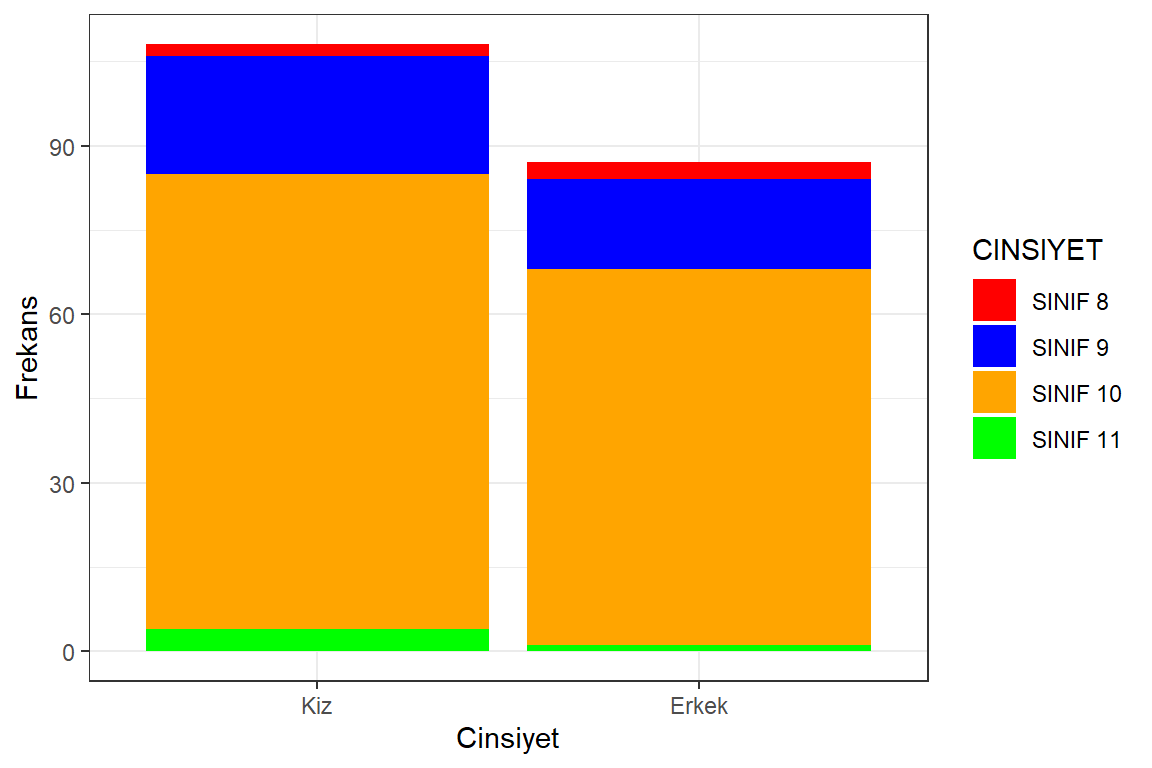 Frekans
90
60
30
0
Kiz
Erkek
Cinsiyet
CINSIYET
SINIF 8
SINIF 9
SINIF 10
SINIF 11